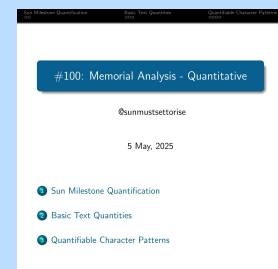 Sun Milestone Quantification Basic Text Quantities Quantifiable Character Patterns
#100: Memorial Analysis - Quantitative
@sunmustsettorise
5 May, 2025
1 Sun Milestone Quantification
2 Basic Text Quantities
3 Quantifiable Character Patterns